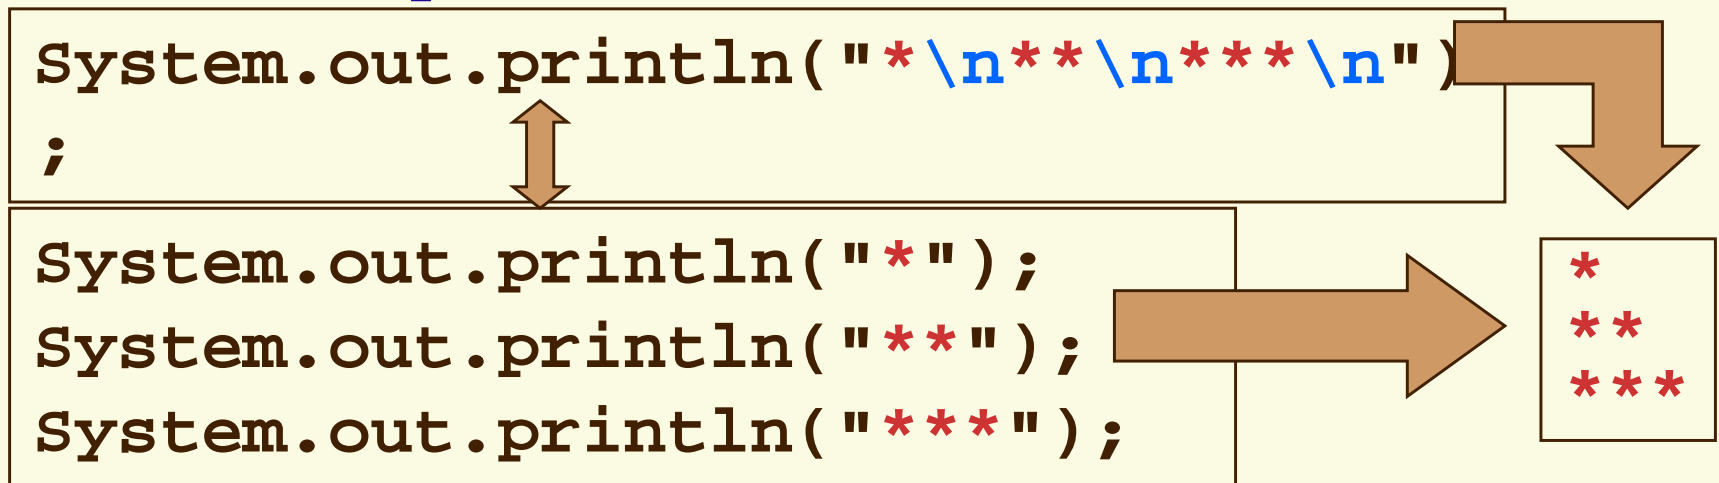 System.out.println("*\n**\n***\n")
;
System.out.println("*");
System.out.println("**");
System.out.println("***");
*
**
***